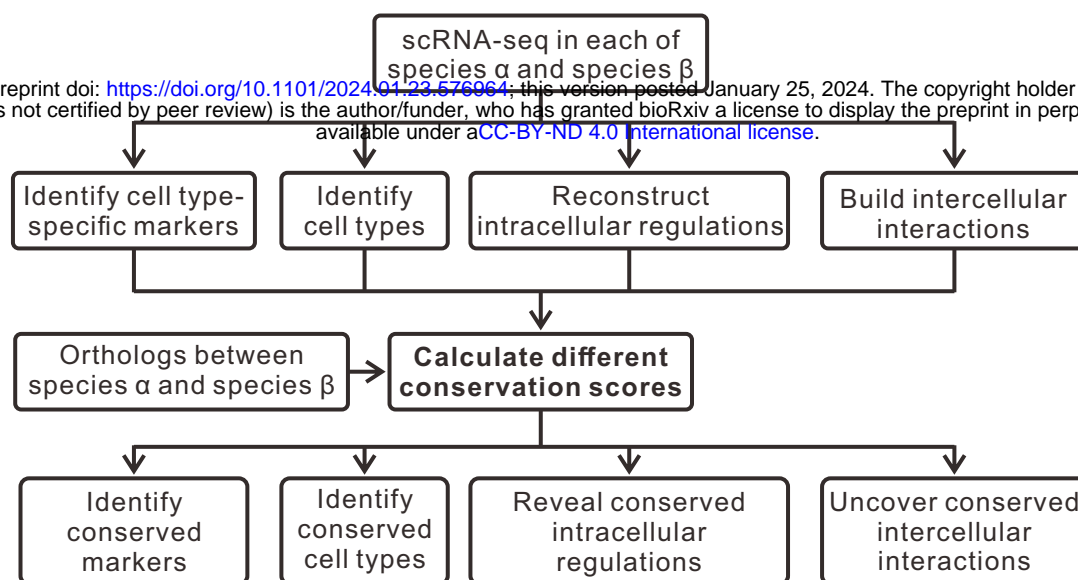 scRNA-seq in each of
species α and species β
reprint doi: https://doi.org/10.1101/2024.01.23.576964; this version posted January 25, 2024. The copyright holder
s not certified by peer review) is the author/funder, who has granted bioRxiv a license to display the preprint in perp
available under aCC-BY-ND 4.0 International license.
Identify cell type-
specific markers
Identify
cell types
Reconstruct
intracellular regulations
Build intercellular
interactions
Orthologs between
species α and species β
Calculate different
conservation scores
Identify
conserved
markers
Identify
conserved
cell types
Reveal conserved
intracellular
regulations
Uncover conserved
intercellular
interactions